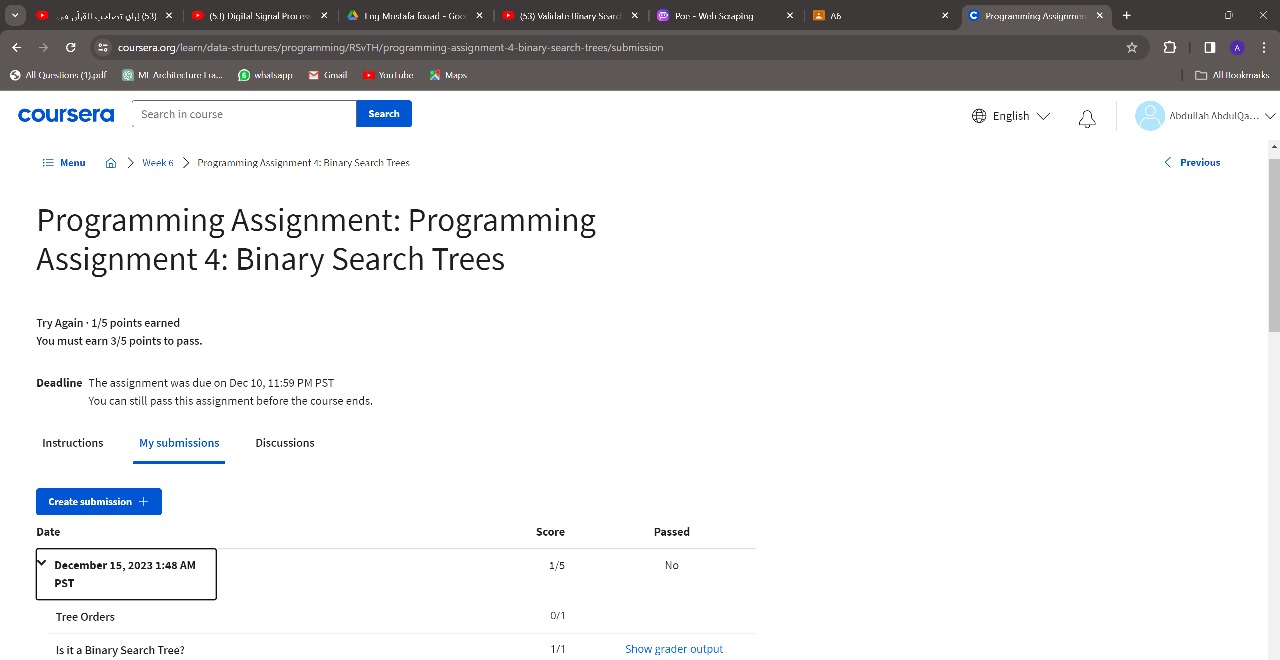 (53) إزاي تصاحب القرآن في
(53) Digital Signal Process
Eng Mustafa fouad - Goo
(53) Validate Binary Search
Poe - Web Scraping
A6
Programming Assignmen
coursera.org/learn/data-structures/programming/RSvTH/programming-assignment-4-binary-search-trees/submission
All Questions (1).pdf
ML Architecture Lra...
whatsapp
Gmail
YouTube
Maps
All Bookmarks
coursera
Search in course
Search
English
Abdullah AbdulQa...
Menu
Week 6
Programming Assignment 4: Binary Search Trees
Previous
Programming Assignment: Programming
Assignment 4: Binary Search Trees
Try Again · 1/5 points earned
You must earn 3/5 points to pass.
Deadline The assignment was due on Dec 10, 11:59 PM PST
You can still pass this assignment before the course ends.
Instructions
My submissions
Discussions
Create submission +
Date Score Passed
December 15, 2023 1:48 AM 1/5 No
PST
Tree Orders 0/1
Is it a Binary Search Tree? 1/1 Show grader output